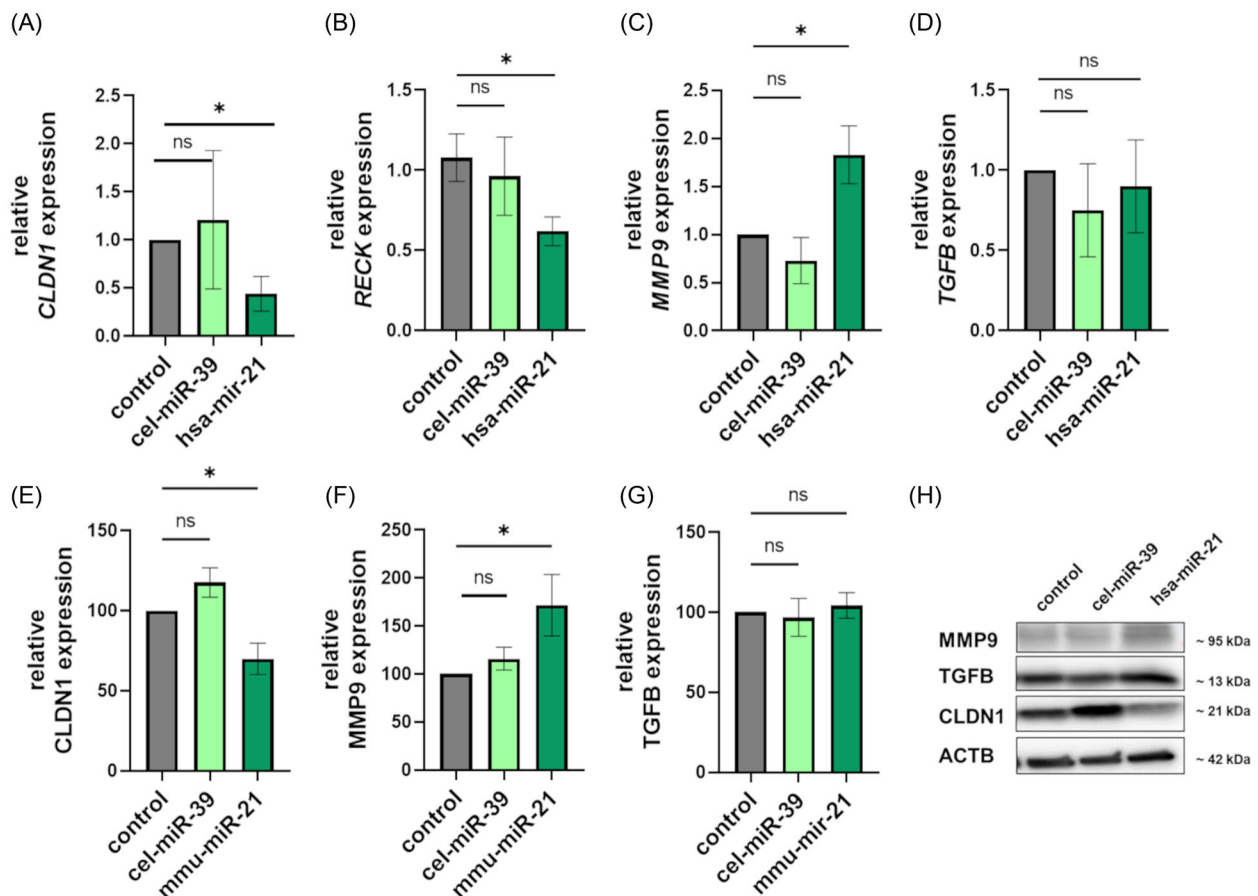 (A)
relative
CLDN1 expression
2.5
2.0
1.5
1.0
0.5
0.0
*
ns
control
cel-miR-39
hsa-mir-21
(B)
relative
RECK expression
1.5
1.0
0.5
0.0
*
ns
control
cel-miR-39
hsa-miR-21
(C)
relative
MMP9 expression
2.5
2.0
1.5
1.0
0.5
0.0
*
ns
control
cel-miR-39
hsa-miR-21
(D)
relative
TGFB expression
1.5
1.0
0.5
0.0
ns
ns
control
cel-miR-39
hsa-miR-21
(E)
relative
CLDN1 expression
150
100
50
0
*
ns
control
cel-miR-39
mmu-miR-21
(F)
relative
MMP9 expression
250
200
150
100
50
0
*
ns
control
cel-miR-39
mmu-miR-21
(G)
relative
TGFB expression
150
100
50
0
ns
ns
control
cel-miR-39
mmu-mir-21
(H)
control
cel-miR-39
hsa-miR-21
MMP9 ~ 95 kDa
TGFB ~ 13 kDa
CLDN1 ~ 21 kDa
ACTB ~ 42 kDa